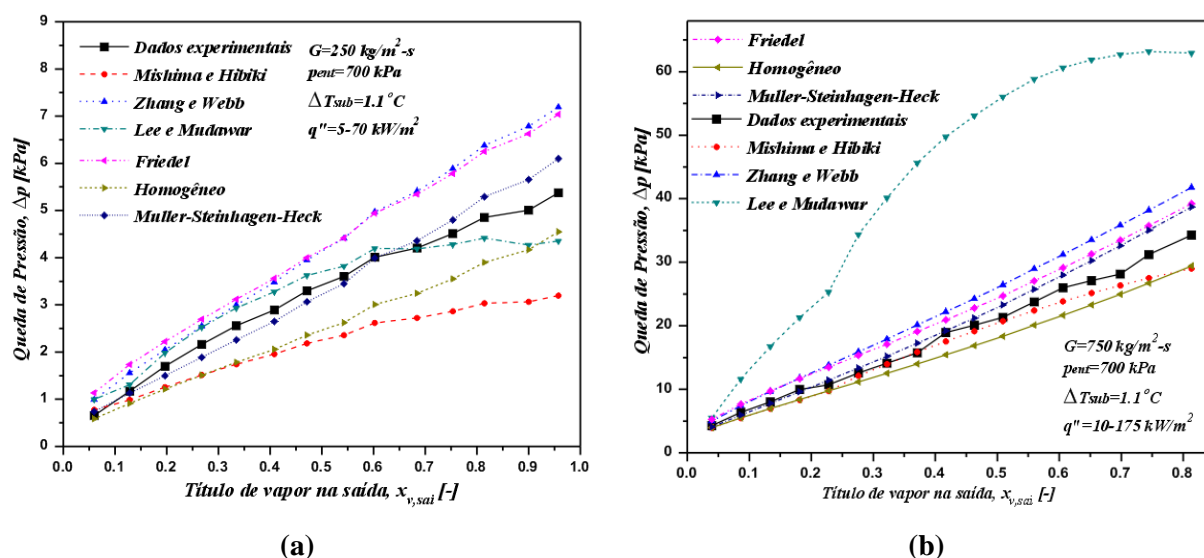 9
8
7
6
5
4
3
2
1
0
Queda de Pressão, Δp [kPa]
Dados experimentais
Mishima e Hibiki
Zhang e Webb
Lee e Mudawar
Friedel
Homogêneo
Muller-Steinhagen-Heck
G=250 kg/m²-s
pent=700 kPa
ΔTsub=1.1°C
q"=5-70 kW/m²
0.0 0.1 0.2 0.3 0.4 0.5 0.6 0.7 0.8 0.9 1.0
Título de vapor na saída, xv,sai [-]
(a)
60
50
40
30
20
10
0
Queda de Pressão, Δp [kPa]
Friedel
Homogêneo
Muller-Steinhagen-Heck
Dados experimentais
Mishima e Hibiki
Zhang e Webb
Lee e Mudawar
G=750 kg/m²-s
pent=700 kPa
ΔTsub=1.1°C
q"=10-175 kW/m²
0.0 0.1 0.2 0.3 0.4 0.5 0.6 0.7 0.8
Título de vapor na saída, xv,sai [-]
(b)